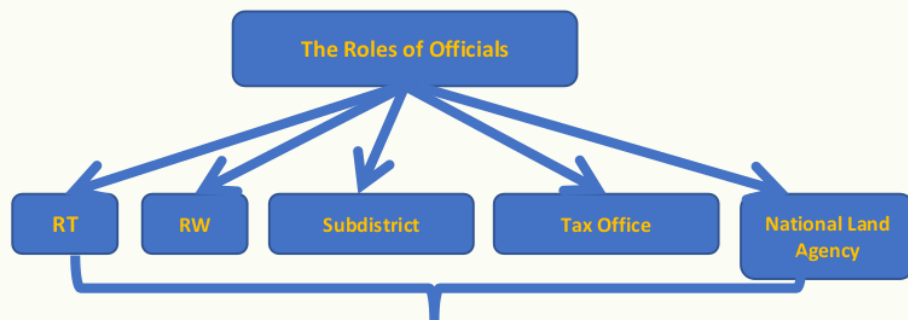 The Roles of Officials
RT
RW
Subdistrict
Tax Office
National Land
Agency